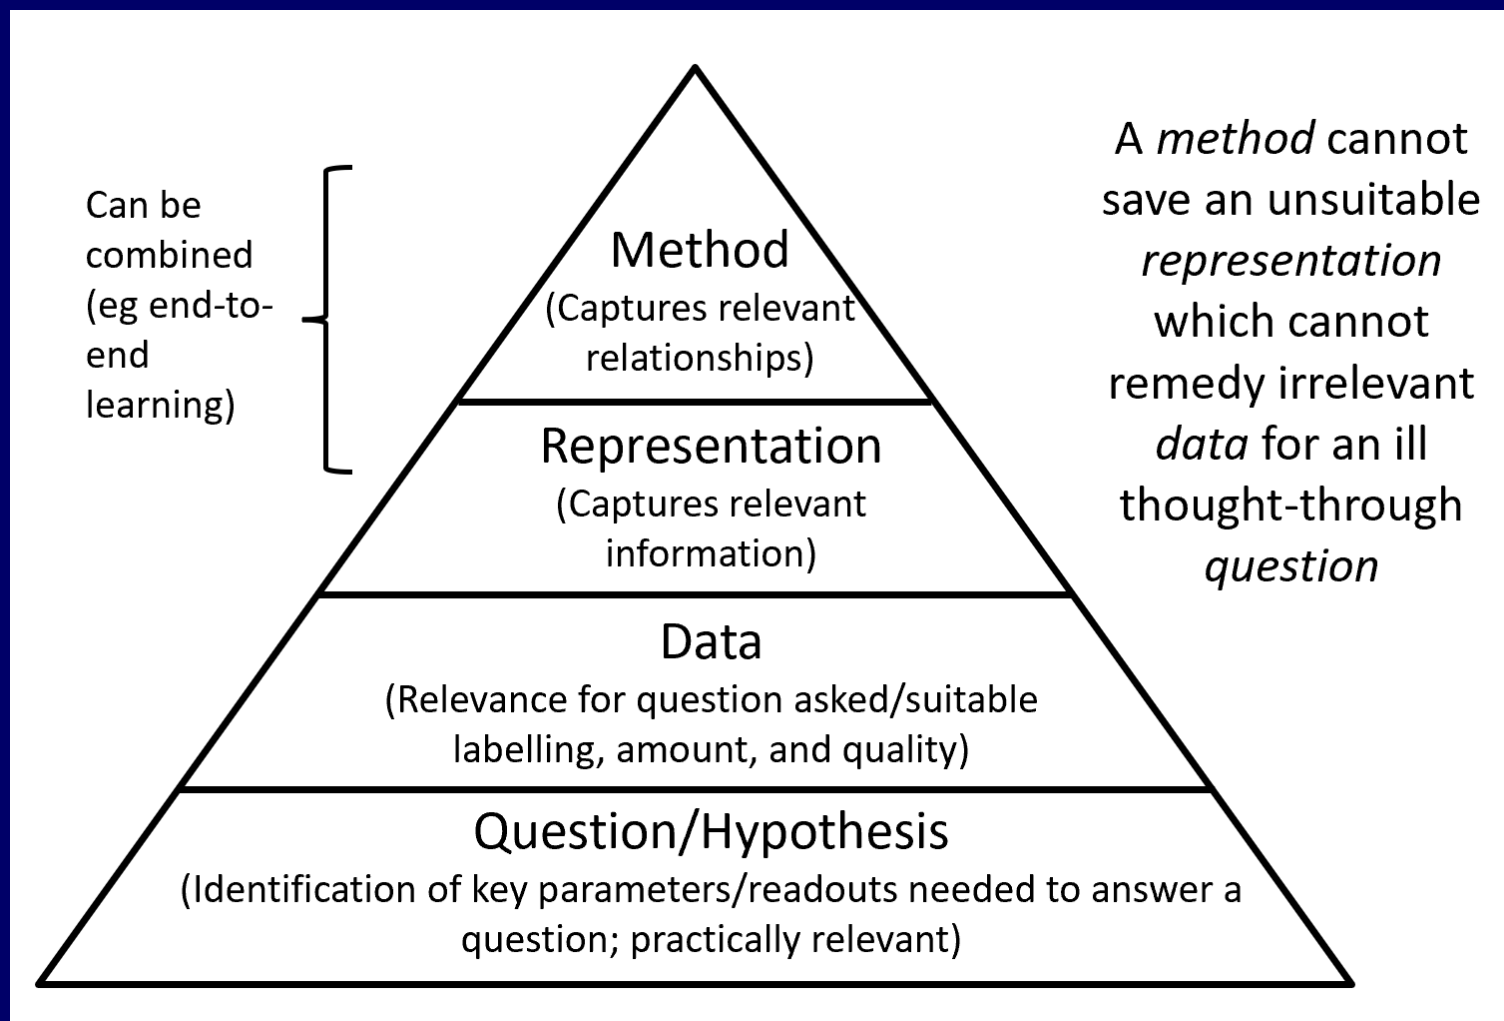 Can be
combined
(eg end-to-
end
learning)
Method
(Captures relevant
relationships)
Representation
(Captures relevant
information)
Data
(Relevance for question asked/suitable
labelling, amount, and quality)
Question/Hypothesis
(Identification of key parameters/readouts needed to answer a
question; practically relevant)
A method cannot
save an unsuitable
representation
which cannot
remedy irrelevant
data for an ill
thought-through
question